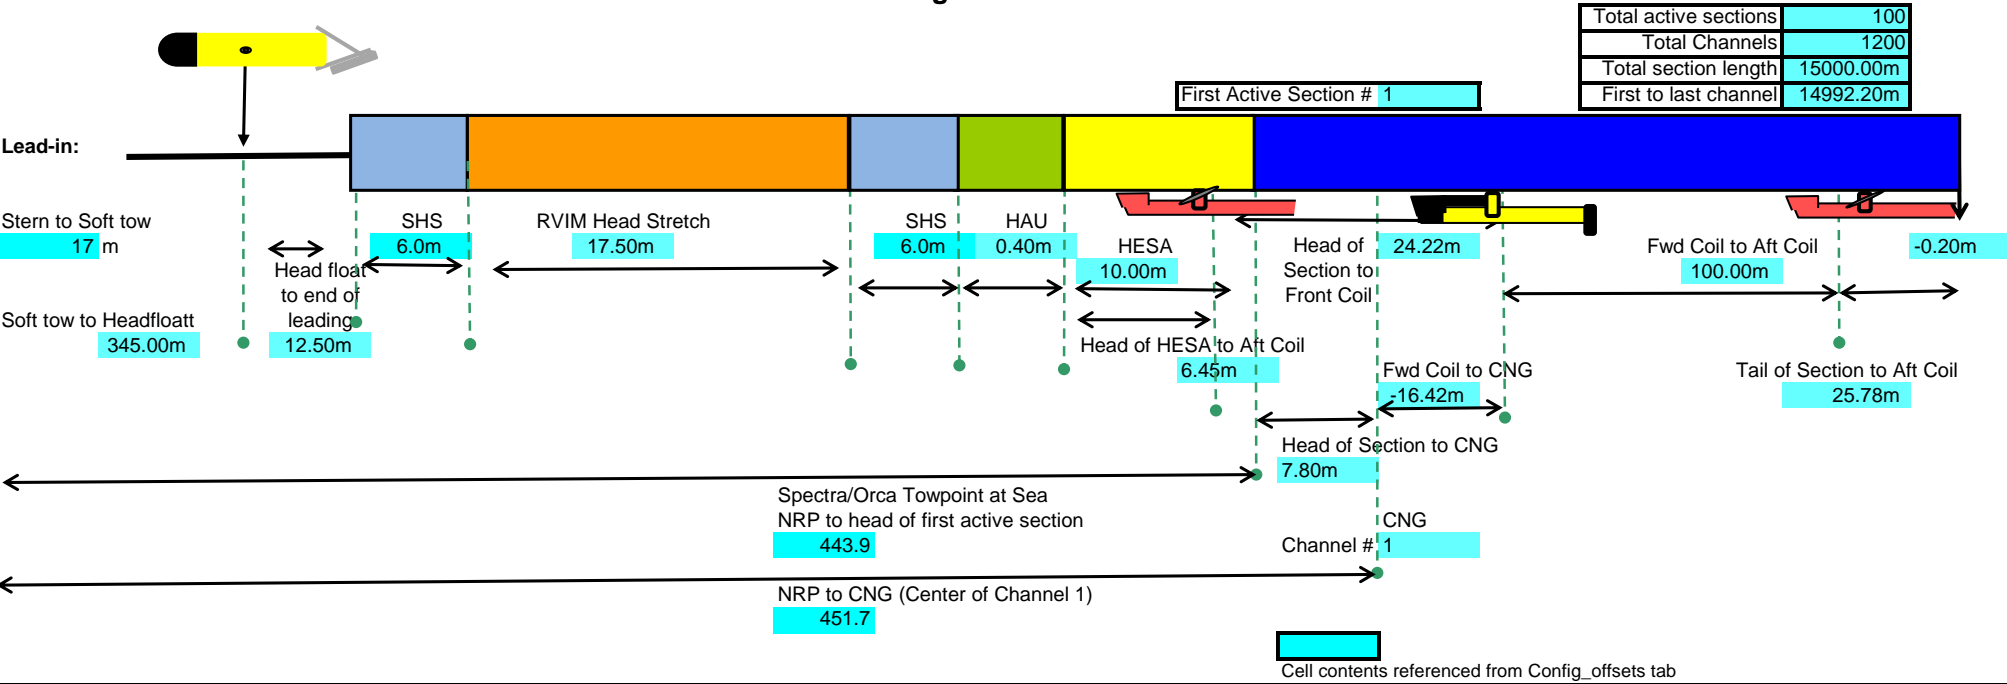 g
Total active sections 100
Total Channels 1200
Total section length 15000.00m
First to last channel 14992.20m
First Active Section # 1
Lead-in:
Stern to Soft tow
17 m
Soft tow to Headfloatt
345.00m
Head float
to end of
leading
12.50m
SHS
6.0m
RVIM Head Stretch
17.50m
SHS
6.0m
HAU
0.40m
HESA
10.00m
Head of HESA to Aft Coil
6.45m
Head of
Section to
Front Coil
24.22m
Fwd Coil to Aft Coil
100.00m
-0.20m
Fwd Coil to CNG
-16.42m
Tail of Section to Aft Coil
25.78m
Head of Section to CNG
7.80m
Spectra/Orca Towpoint at Sea
NRP to head of first active section
443.9
CNG
Channel # 1
NRP to CNG (Center of Channel 1)
451.7
Cell contents referenced from Config_offsets tab